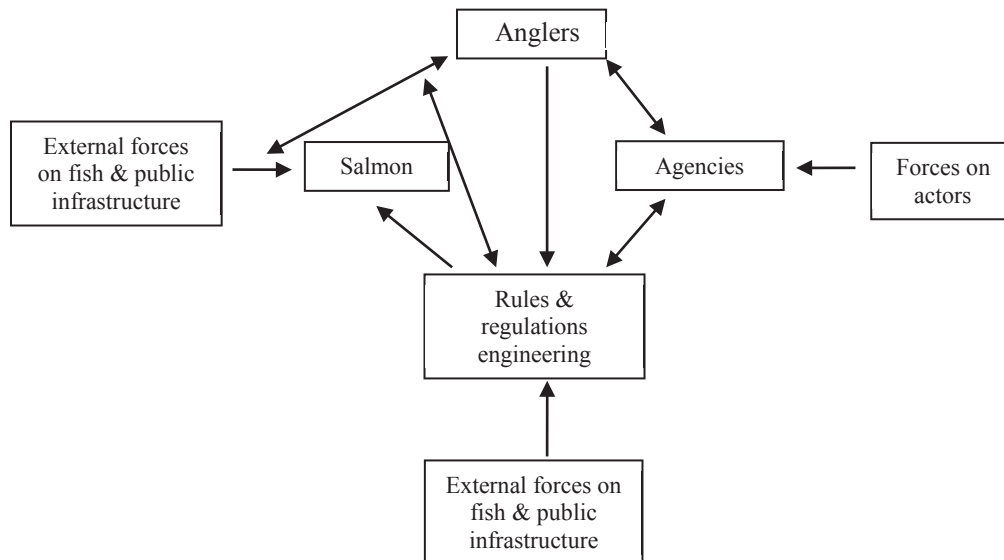 Anglers
External forces
on fish & public
infrastructure
Salmon
Agencies
Forces on
actors
Rules &
regulations
engineering
External forces on
fish & public
infrastructure